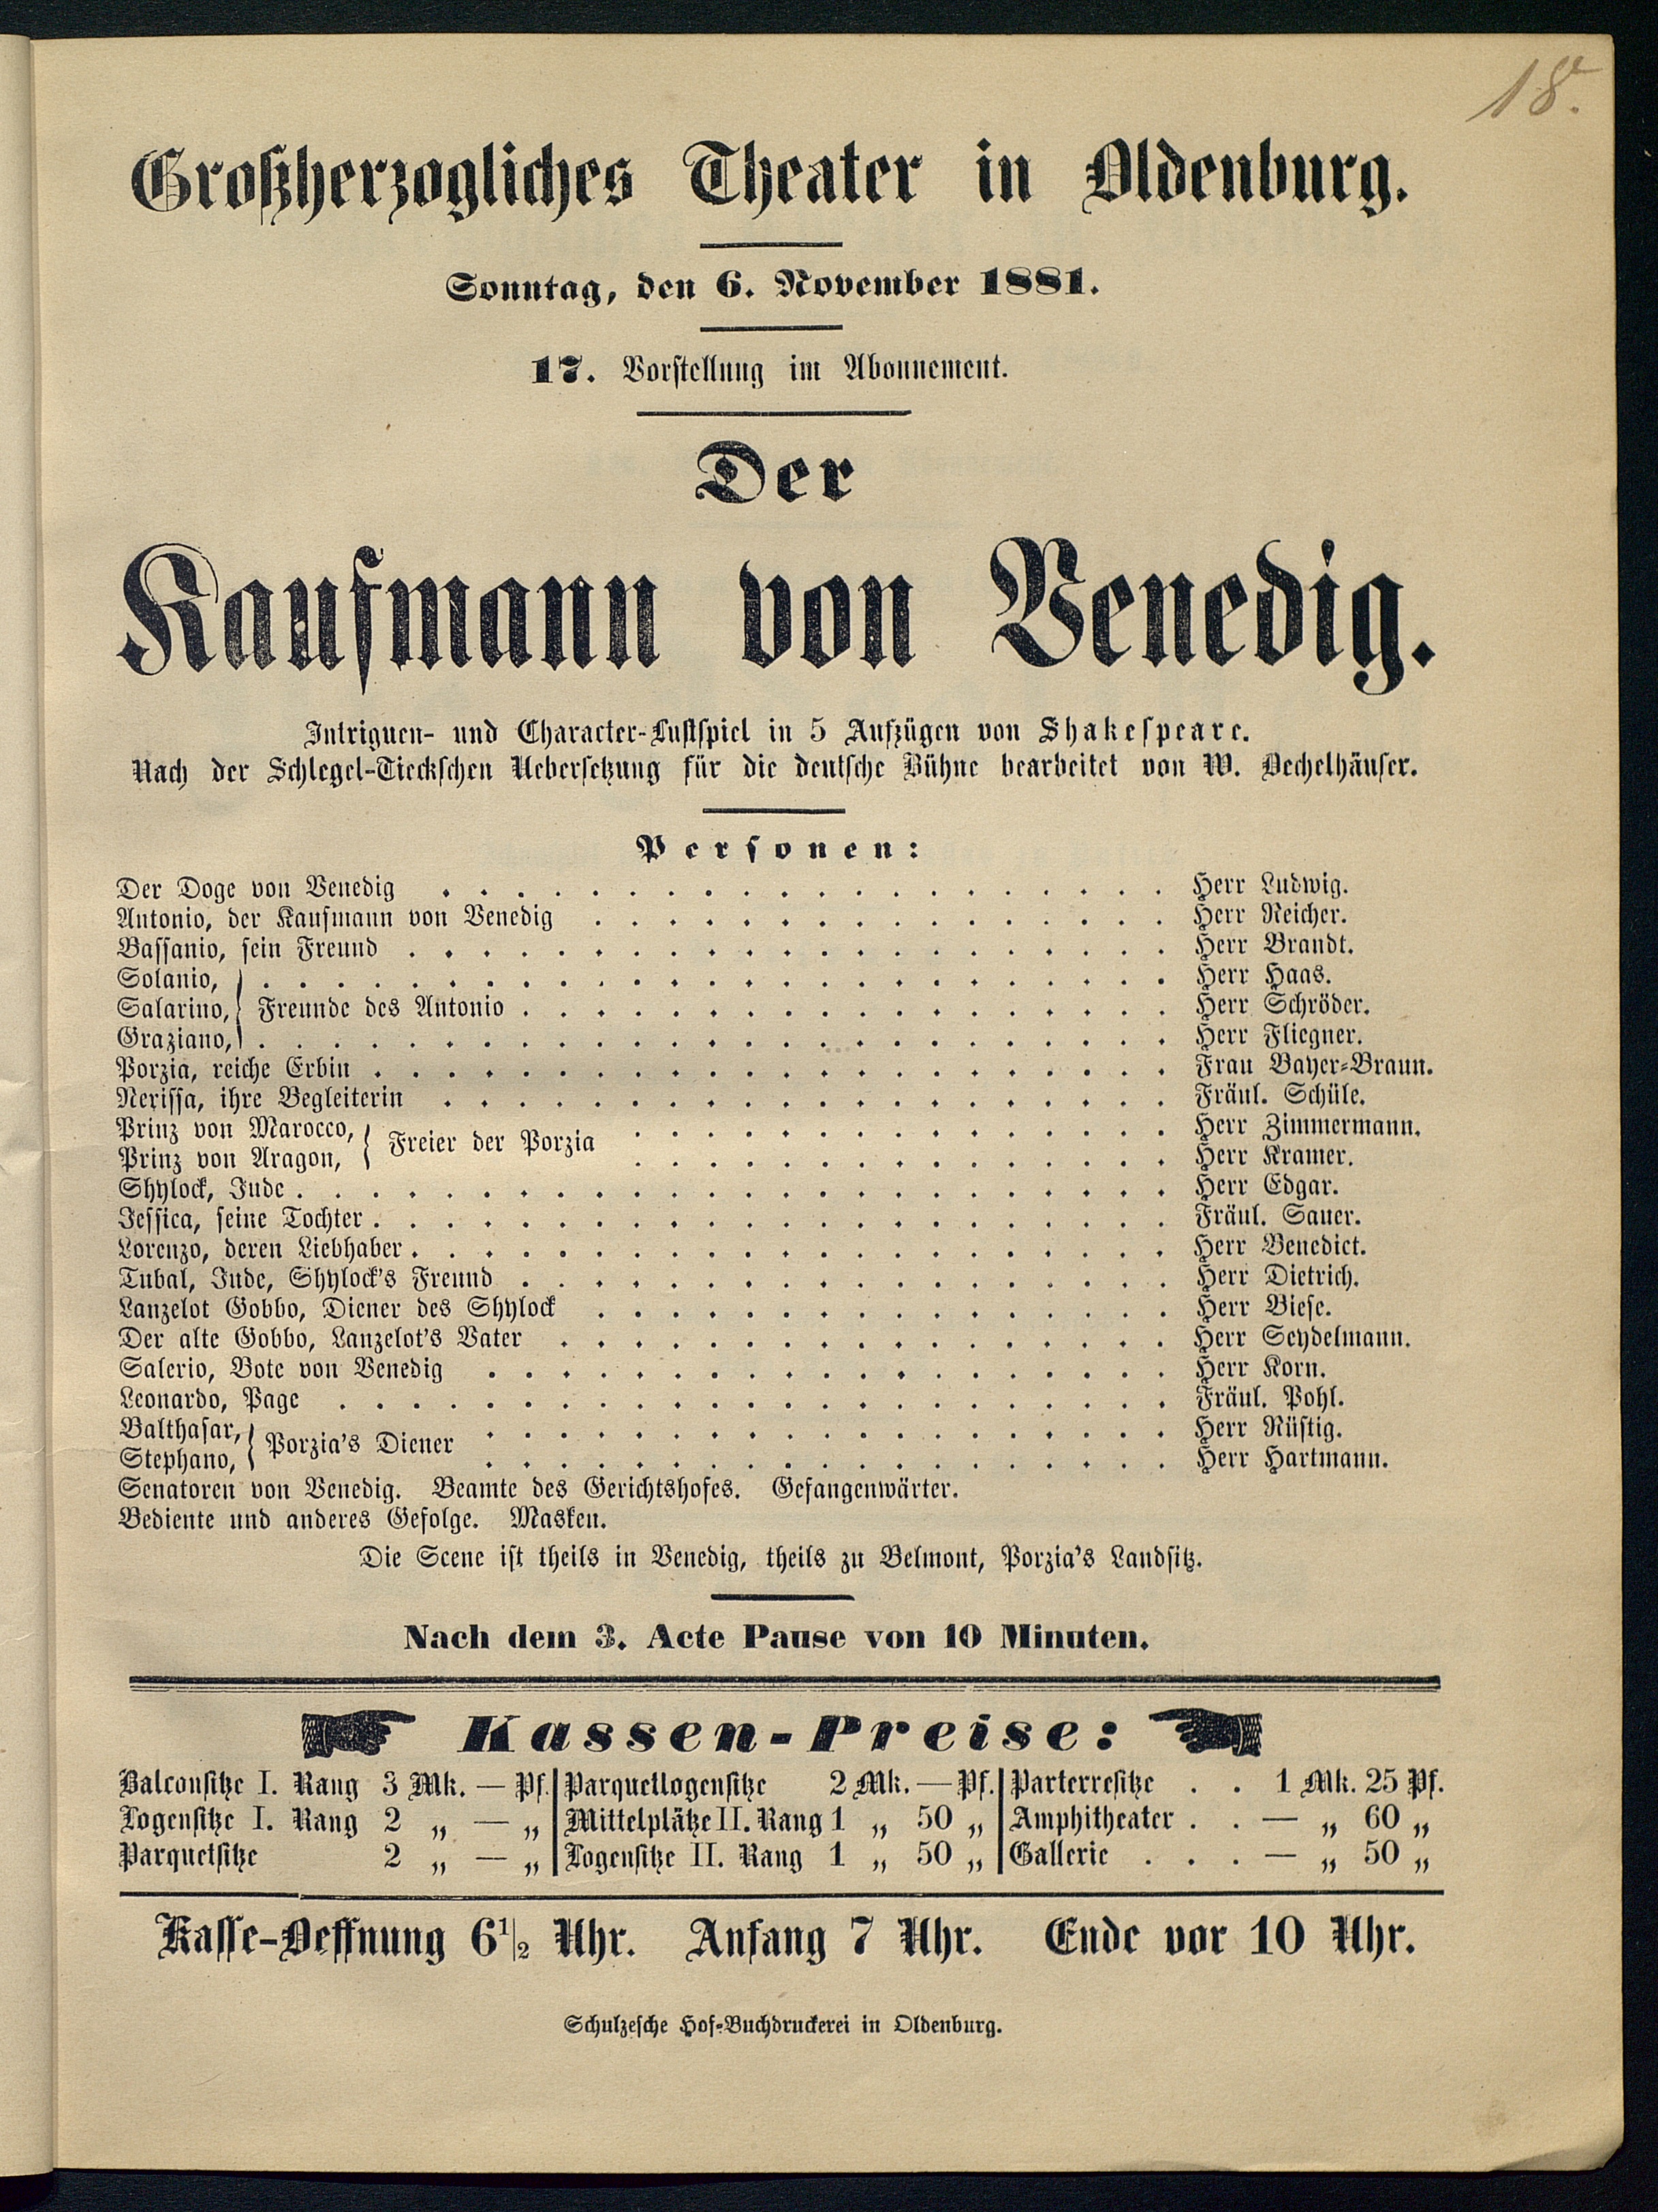 18.
Großherzogliches Theater in Oldenburg.
Sonntag, den 6. November 1881.
17. Vorstellung im Abonnement.
Der
Kaufmann von Venedig.
Intriguen- und Character-Lustspiel in 5 Aufzügen von Shakespeare.
Nach der Schlegel-Tieckschen Uebersetzung für die deutsche Bühne bearbeitet von W. Oechelhäuser.
Personen:
Der Doge von Venedig . . . . . Herr Ludwig.
Antonio, der Kaufmann von Venedig . . . . . Herr Reicher.
Bassanio, sein Freund . . . . . Herr Brandt.
Solanio, . . . . . Herr Haas.
Salarino, Freunde des Antonio . . . . . Herr Schröder.
Graziano, . . . . . Herr Fliegner.
Porzia, reiche Erbin . . . . . Frau Bayer-Braun.
Nerissa, ihre Begleiterin . . . . . Fräul. Schüle.
Prinz von Marocco, } Freier der Porzia . . . . . Herr Zimmermann.
Prinz von Aragon, . . . . . Herr Kramer.
Shylock, Jude . . . . . Herr Edgar.
Jessica, seine Tochter . . . . . Fräul. Sauer.
Lorenzo, deren Liebhaber . . . . . Herr Benedict.
Tubal, Jude, Shylock's Freund . . . . . Herr Dietrich.
Lanzelot Gobbo, Diener des Shylock . . . . . Herr Biese.
Der alte Gobbo, Lanzelot's Vater . . . . . Herr Seydelmann.
Salerio, Bote von Venedig . . . . . Herr Korn.
Leonardo, Page . . . . . Fräul. Pohl.
Balthasar, } Porzia's Diener . . . . . Herr Rüstig.
Stephano, . . . . . Herr Hartmann.
Senatoren von Venedig. Beamte des Gerichtshofes. Gefangenwärter.
Bediente und anderes Gefolge. Masken.
Die Scene ist theils in Venedig, theils zu Belmont, Porzia's Landsitz.
Nach dem 3. Acte Pause von 10 Minuten.
Kassen-Preise:
Balconsitze I. Rang 3 Mk. — Pf. | Parquetlogensitze 2 Mk. — Pf. | Parterresitze . . 1 Mk. 25 Pf.
Logensitze I. Rang 2 „ — „ | Mittelplätze II. Rang 1 „ 50 „ | Amphitheater . . — „ 60 „
Parquetsitze 2 „ — „ | Logensitze II. Rang 1 „ 50 „ | Gallerie . . . — „ 50 „
Kasse-Oeffnung 6½ Uhr. Anfang 7 Uhr. Ende vor 10 Uhr.
Schulzesche Hof-Buchdruckerei in Oldenburg.